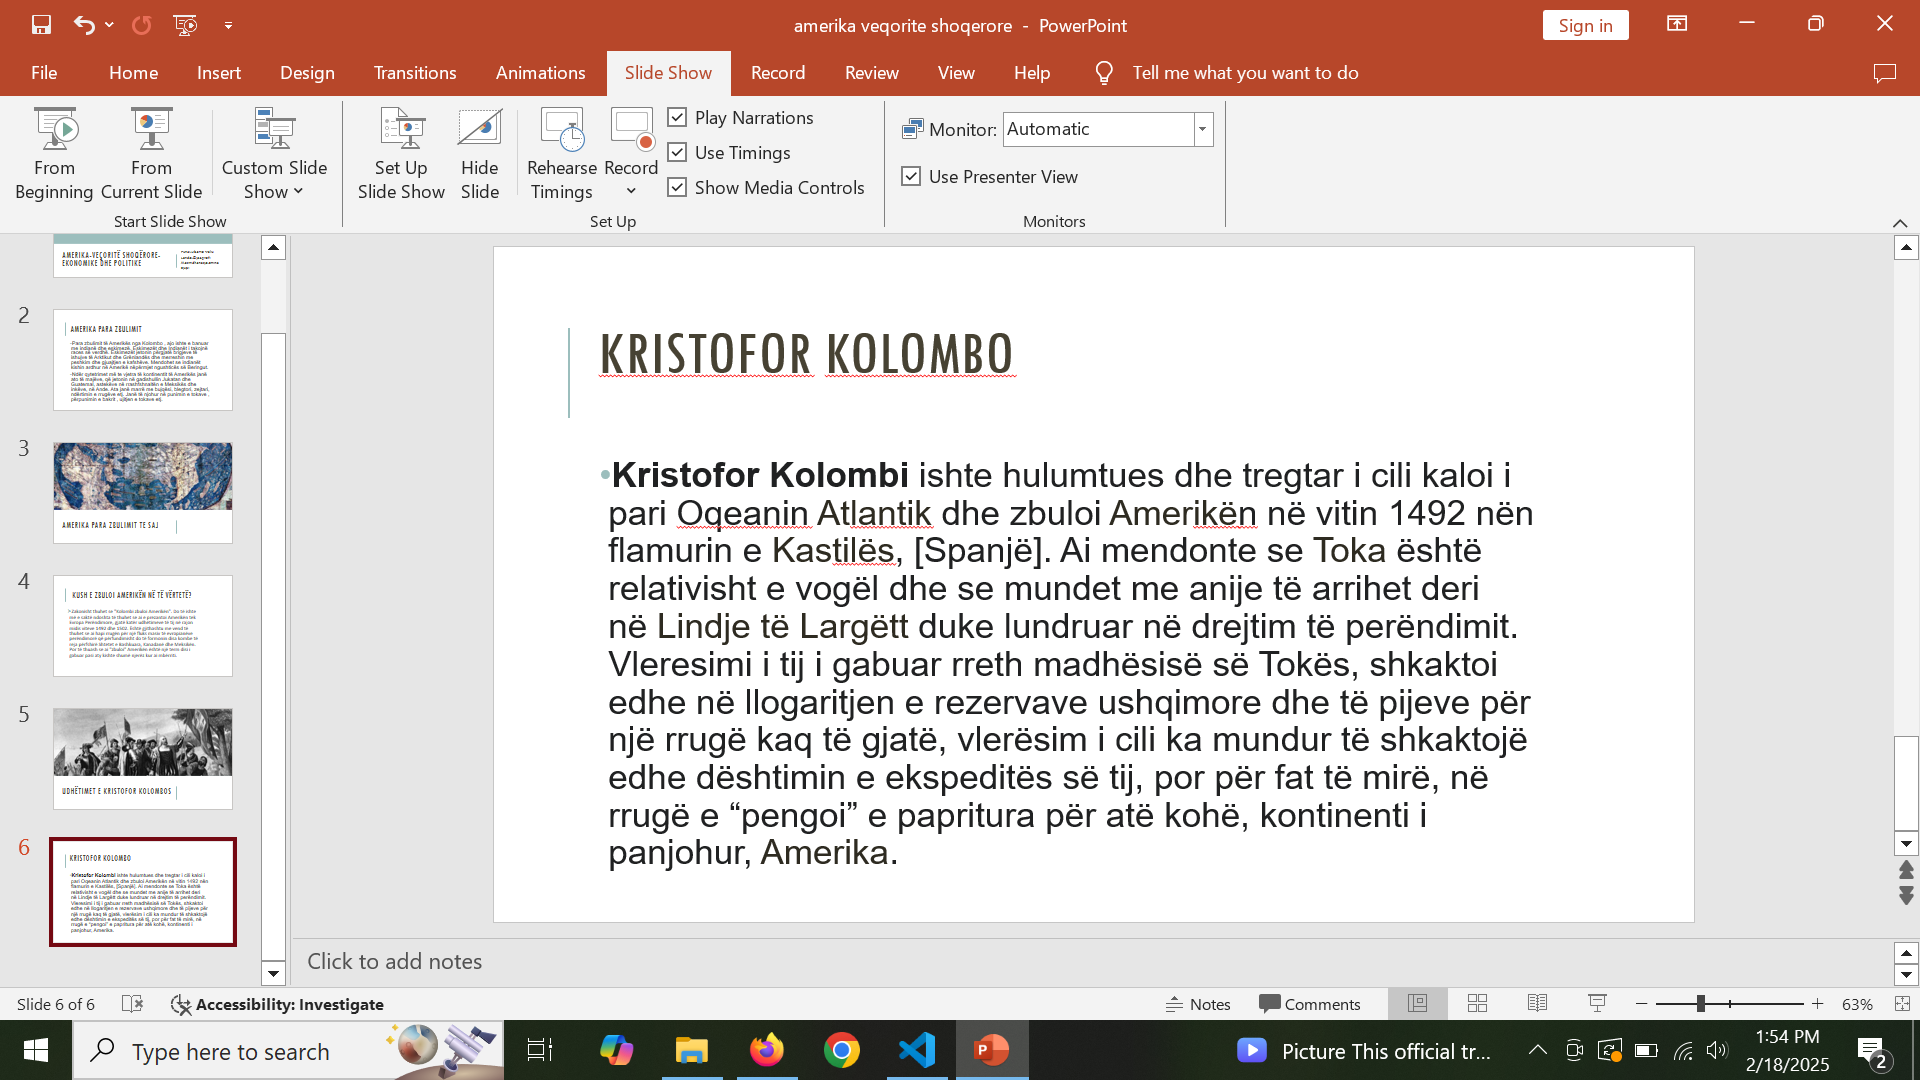 amerika veqorite shoqerore - PowerPoint
Sign in
File Home Insert Design Transitions Animations Slide Show Record Review View Help Tell me what you want to do
From Beginning
From Current Slide
Custom Slide Show
Start Slide Show
Set Up Slide Show
Hide Slide
Rehearse Timings
Record
Play Narrations
Use Timings
Show Media Controls
Set Up
Monitor: Automatic
Use Presenter View
Monitors
AMERIKA-VEÇORITË SHOQËRORE-
EKONOMIKE DHE POLITIKE
2
AMERIKA PARA ZBULIMIT
3
AMERIKA PARA ZBULIMIT TE SAJ
4
KUSH E ZBULOI AMERIKËN NË TË VËRTETË?
5
UDHËTIMET E KRISTOFOR KOLOMBOS
6
KRISTOFOR KOLOMBO
KRISTOFOR KOLOMBO
•Kristofor Kolombi ishte hulumtues dhe tregtar i cili kaloi i
pari Oqeanin Atlantik dhe zbuloi Amerikën në vitin 1492 nën
flamurin e Kastilës, [Spanjë]. Ai mendonte se Toka është
relativisht e vogël dhe se mundet me anije të arrihet deri
në Lindje të Largëtt duke lundruar në drejtim të perëndimit.
Vleresimi i tij i gabuar rreth madhësisë së Tokës, shkaktoi
edhe në llogaritjen e rezervave ushqimore dhe të pijeve për
një rrugë kaq të gjatë, vlerësim i cili ka mundur të shkaktojë
edhe dështimin e ekspeditës së tij, por për fat të mirë, në
rrugë e “pengoi” e papritura për atë kohë, kontinenti i
panjohur, Amerika.
Click to add notes
Slide 6 of 6 Accessibility: Investigate Notes Comments 63%
Type here to search
Picture This official tr...
1:54 PM
2/18/2025
2